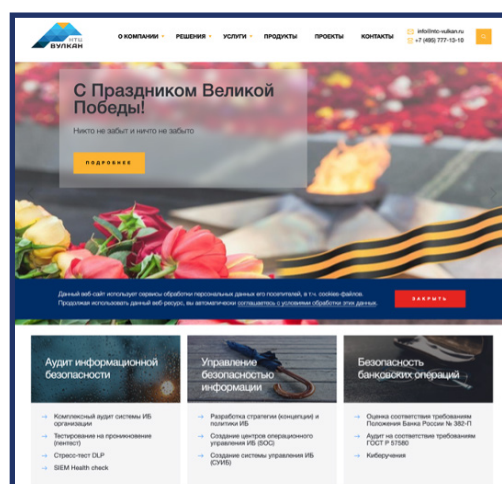 НТЦ
ВУЛКАН
О КОМПАНИИ
РЕШЕНИЯ
УСЛУГИ
ПРОДУКТЫ
ПРОЕКТЫ
КОНТАКТЫ
info@ntc-vulkan.ru
+7 (495) 777-13-10
С Праздником Великой
Победы!
Никто не забыт и ничто не забыто
ПОДРОБНЕЕ
Данный веб-сайт использует сервисы обработки персональных данных его посетителей, в т.ч. cookies-файлов.
Продолжая использовать данный веб-ресурс, вы автоматически соглашаетесь с условиями обработки этих данных.
ЗАКРЫТЬ
Аудит информационной
безопасности
→ Комплексный аудит системы ИБ
организации
→ Тестирование на проникновение
(пентест)
→ Стресс-тест DLP
→ SIEM Health check
Управление
безопасностью
информации
→ Разработка стратегии (концепции) и
политики ИБ
→ Создание центров операционного
управления ИБ (SOC)
→ Создание системы управления ИБ
(СУИБ)
Безопасность
банковских операций
→ Оценка соответствия требованиям
Положения Банка России № 382-П
→ Аудит на соответствие требованиям
ГОСТ Р 57580
→ Киберучения